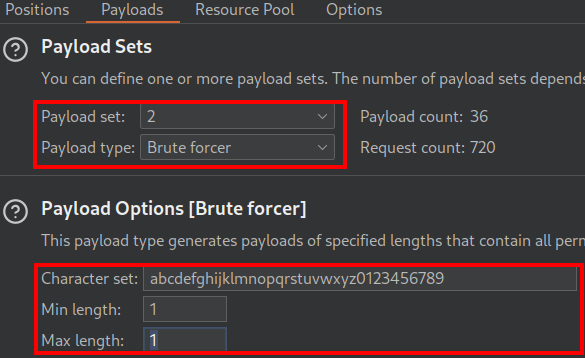 Positions Payloads Resource Pool Options
Payload Sets
You can define one or more payload sets. The number of payload sets depends
Payload set: 2 Payload count: 36
Payload type: Brute forcer Request count: 720
Payload Options [Brute forcer]
This payload type generates payloads of specified lengths that contain all perm
Character set: abcdefghijklmnopqrstuvwxyz0123456789
Min length: 1
Max length: 1